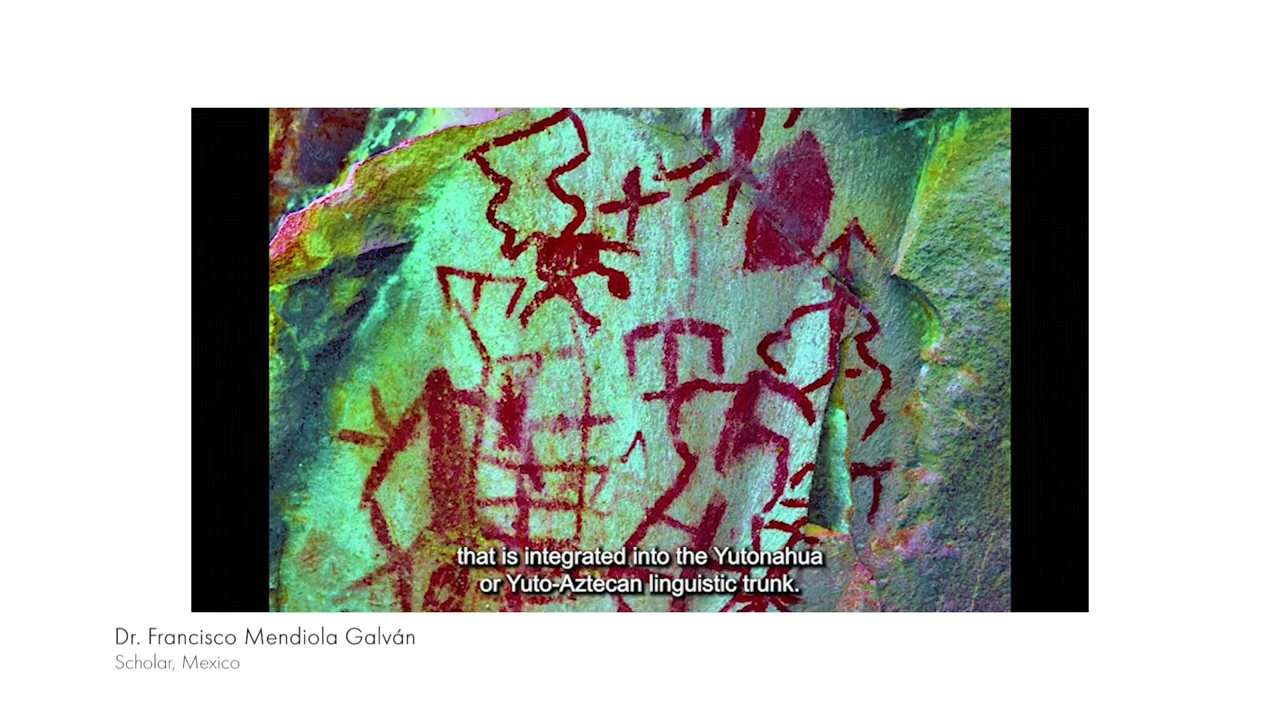 that is integrated into the Yutonahua
or Yuto-Aztecan linguistic trunk.
Dr. Francisco Mendiola Galván
Scholar, Mexico